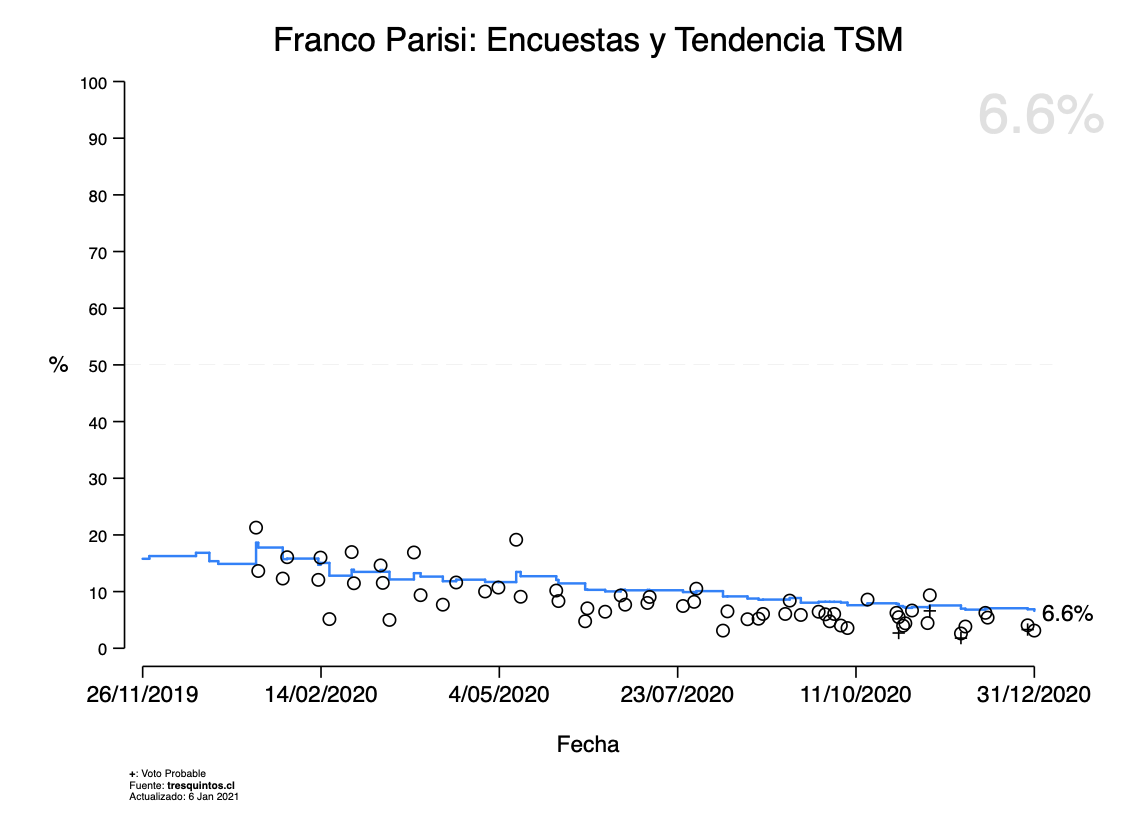 Franco Parisi: Encuestas y Tendencia TSM
6.6%
100
90
80
70
60
% 50
40
30
20
10
0
6.6%
26/11/2019 14/02/2020 4/05/2020 23/07/2020 11/10/2020 31/12/2020
Fecha
+: Voto Probable
Fuente: tresquintos.cl
Actualizado: 6 Jan 2021